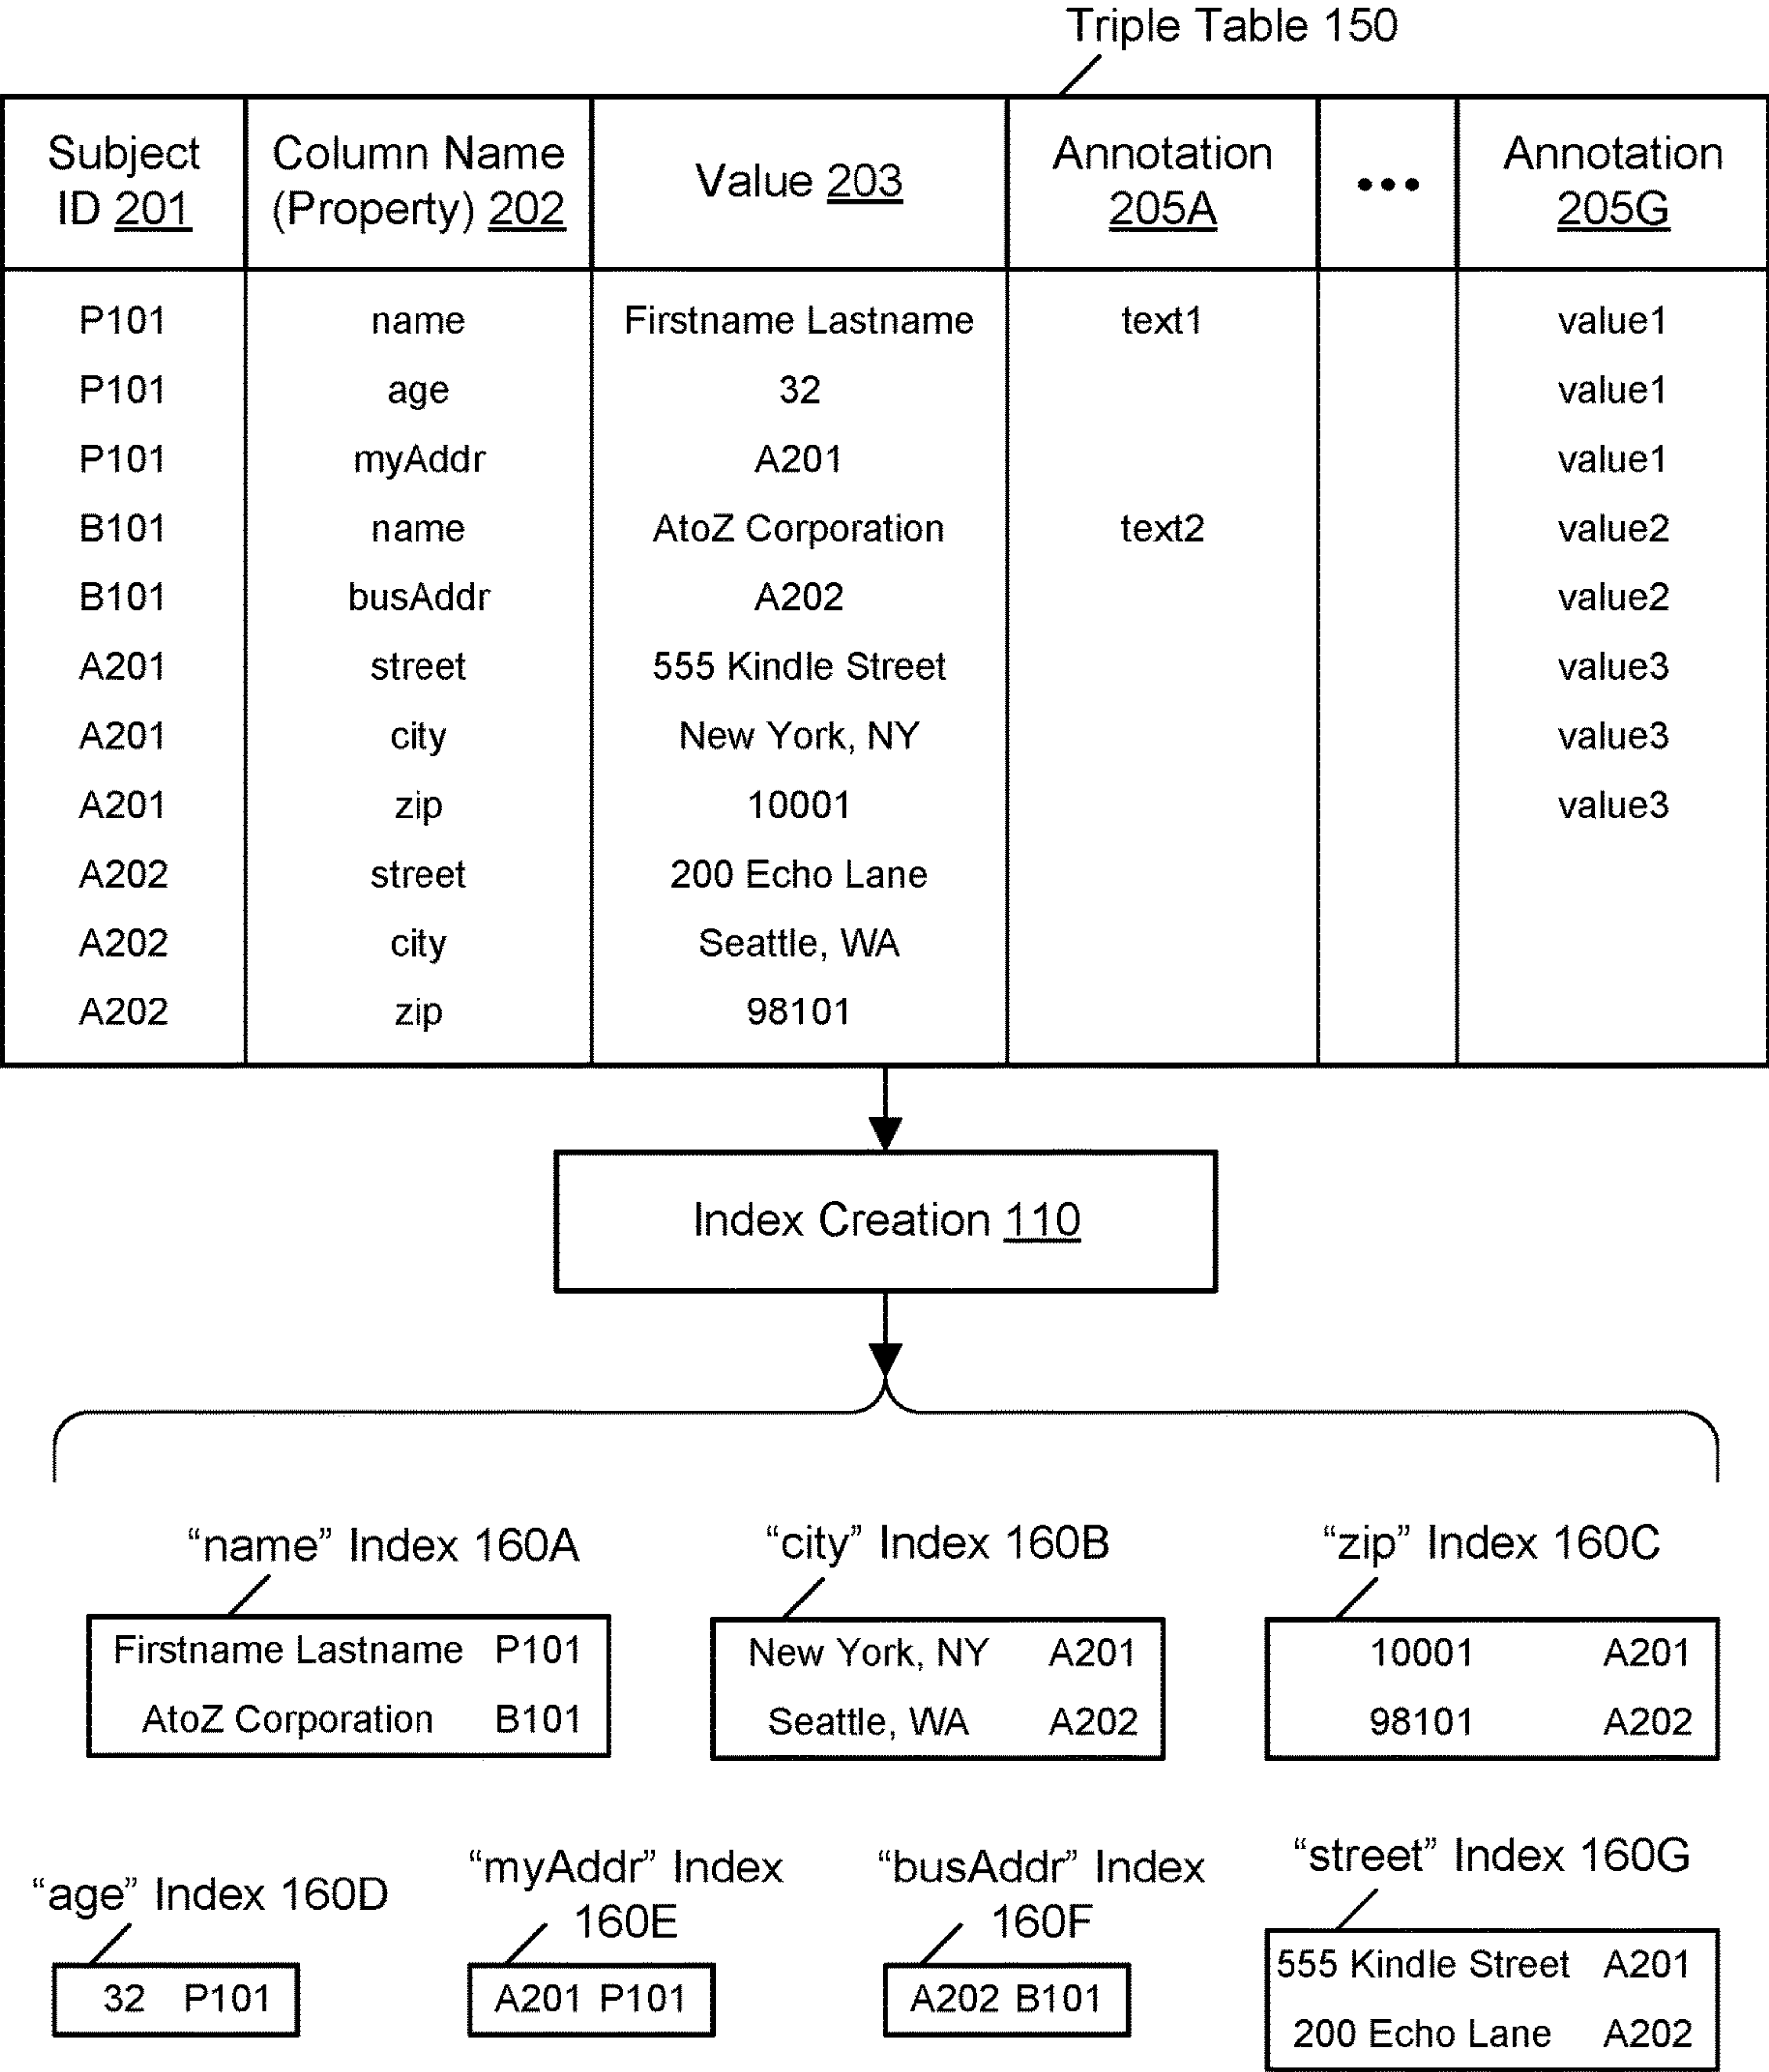 Triple Table 150
Subject ID 201 Column Name (Property) 202 Value 203 Annotation 205A ••• Annotation 205G
P101 name Firstname Lastname text1 value1
P101 age 32 value1
P101 myAddr A201 value1
B101 name AtoZ Corporation text2 value2
B101 busAddr A202 value2
A201 street 555 Kindle Street value3
A201 city New York, NY value3
A201 zip 10001 value3
A202 street 200 Echo Lane
A202 city Seattle, WA
A202 zip 98101
Index Creation 110
“name” Index 160A “city” Index 160B “zip” Index 160C
Firstname Lastname P101 New York, NY A201 10001 A201
AtoZ Corporation B101 Seattle, WA A202 98101 A202
“age” Index 160D “myAddr” Index 160E “busAddr” Index 160F “street” Index 160G
32 P101 A201 P101 A202 B101 555 Kindle Street A201
200 Echo Lane A202